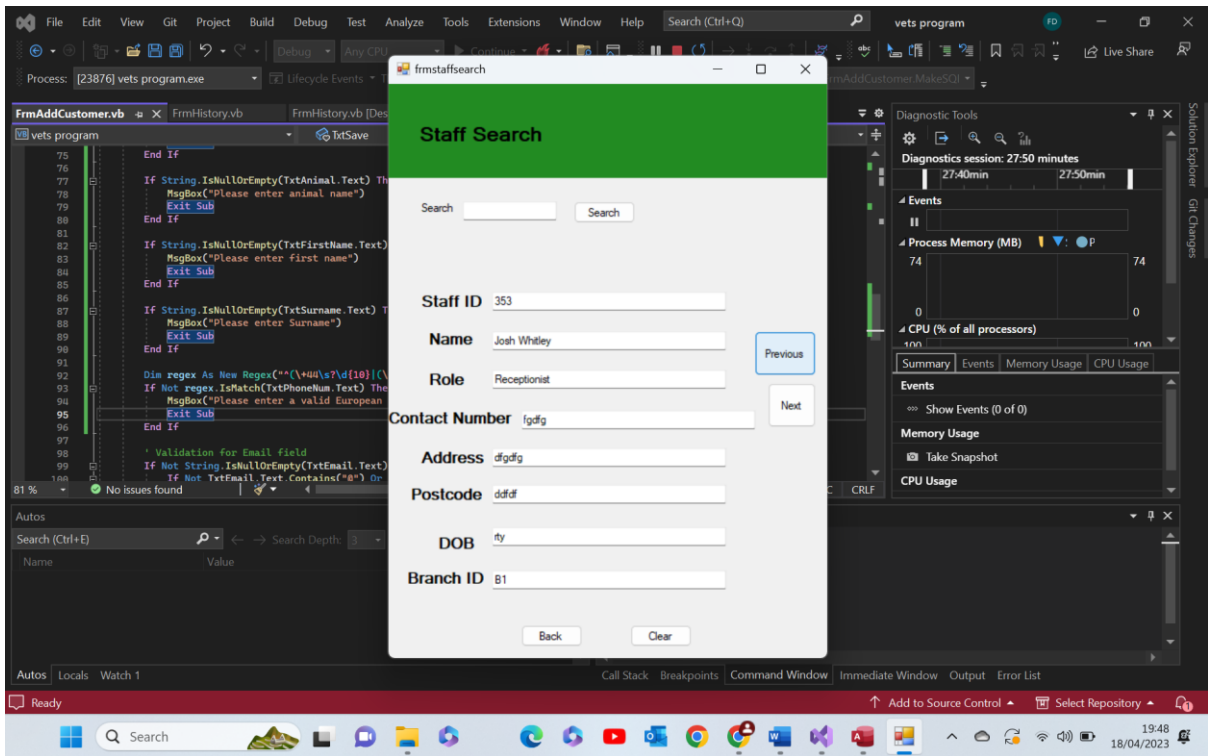 File Edit View Git Project Build Debug Test Analyze Tools Extensions Window Help Search (Ctrl+Q) vets program FD
Debug Any CPU Continue Live Share
Process: [23876] vets program.exe Lifecycle Events
frmstaffsearch
FrmAddCustomer.vb FrmHistory.vb FrmHistory.vb [Des
vets program TxtSave
75 End If
76
77 If String.IsNullOrEmpty(TxtAnimal.Text) Th
78 MsgBox("Please enter animal name")
79 Exit Sub
80 End If
81
82 If String.IsNullOrEmpty(TxtFirstName.Text)
83 MsgBox("Please enter first name")
84 Exit Sub
85 End If
86
87 If String.IsNullOrEmpty(TxtSurname.Text) T
88 MsgBox("Please enter Surname")
89 Exit Sub
90 End If
91
92 Dim regex As New Regex("^(\+44\s?\d{10}|(\
93 If Not regex.IsMatch(TxtPhoneNum.Text) The
94 MsgBox("Please enter a valid European
95 Exit Sub
96 End If
97
98 ' Validation for Email field
99 If Not String.IsNullOrEmpty(TxtEmail.Text)
100 If Not TxtEmail.Text.Contains("@") Or
81 % No issues found CRLF
Staff Search
Search Search
Staff ID 353
Name Josh Whitley
Role Receptionist
Contact Number fgdfg
Address dfgdfg
Postcode ddfdf
DOB rty
Branch ID B1
Previous
Next
Back Clear
Diagnostic Tools
Diagnostics session: 27:50 minutes
27:40min 27:50min
Events
Process Memory (MB) P
74 74
0 0
CPU (% of all processors)
100 100
Summary Events Memory Usage CPU Usage
Events
Show Events (0 of 0)
Memory Usage
Take Snapshot
CPU Usage
Solution Explorer
Git Changes
Autos
Search (Ctrl+E) Search Depth: 3
Name Value
Autos Locals Watch 1
Call Stack Breakpoints Command Window Immediate Window Output Error List
Ready Add to Source Control Select Repository
Search
19:48
18/04/2023